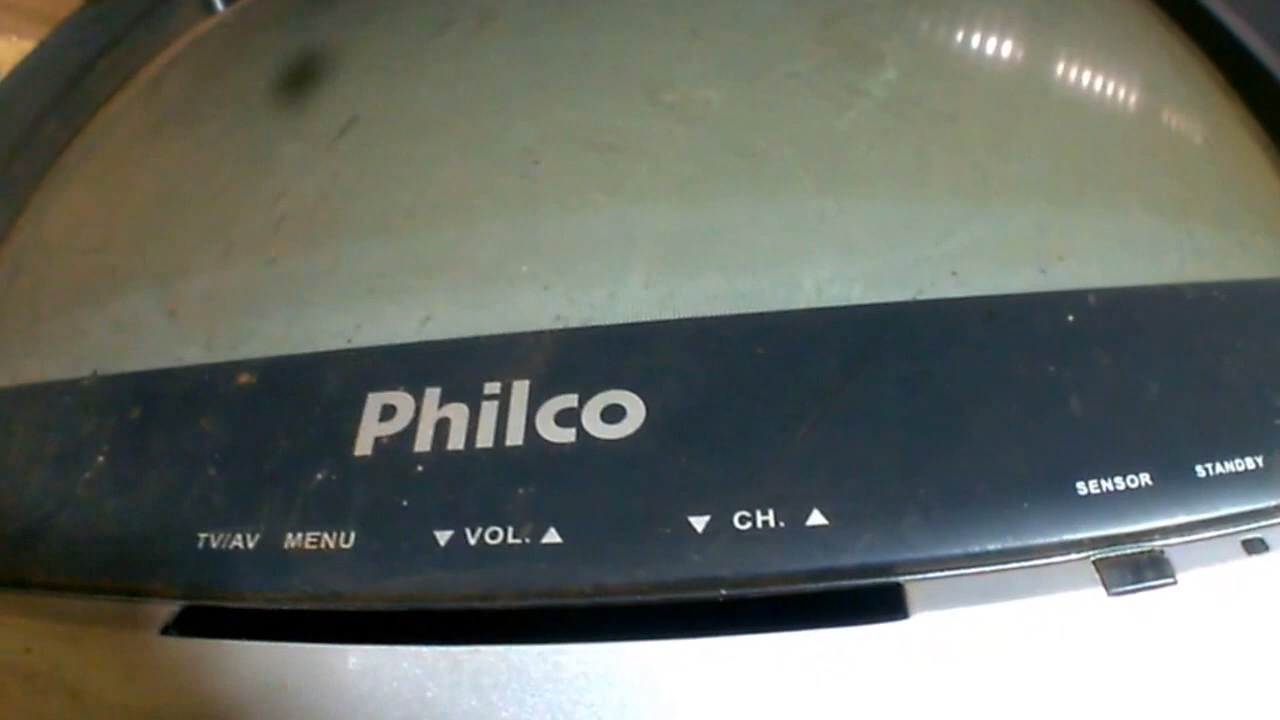 Philco
TV/AV MENU ▼ VOL. ▲ ▼ CH. ▲ SENSOR STANDBY